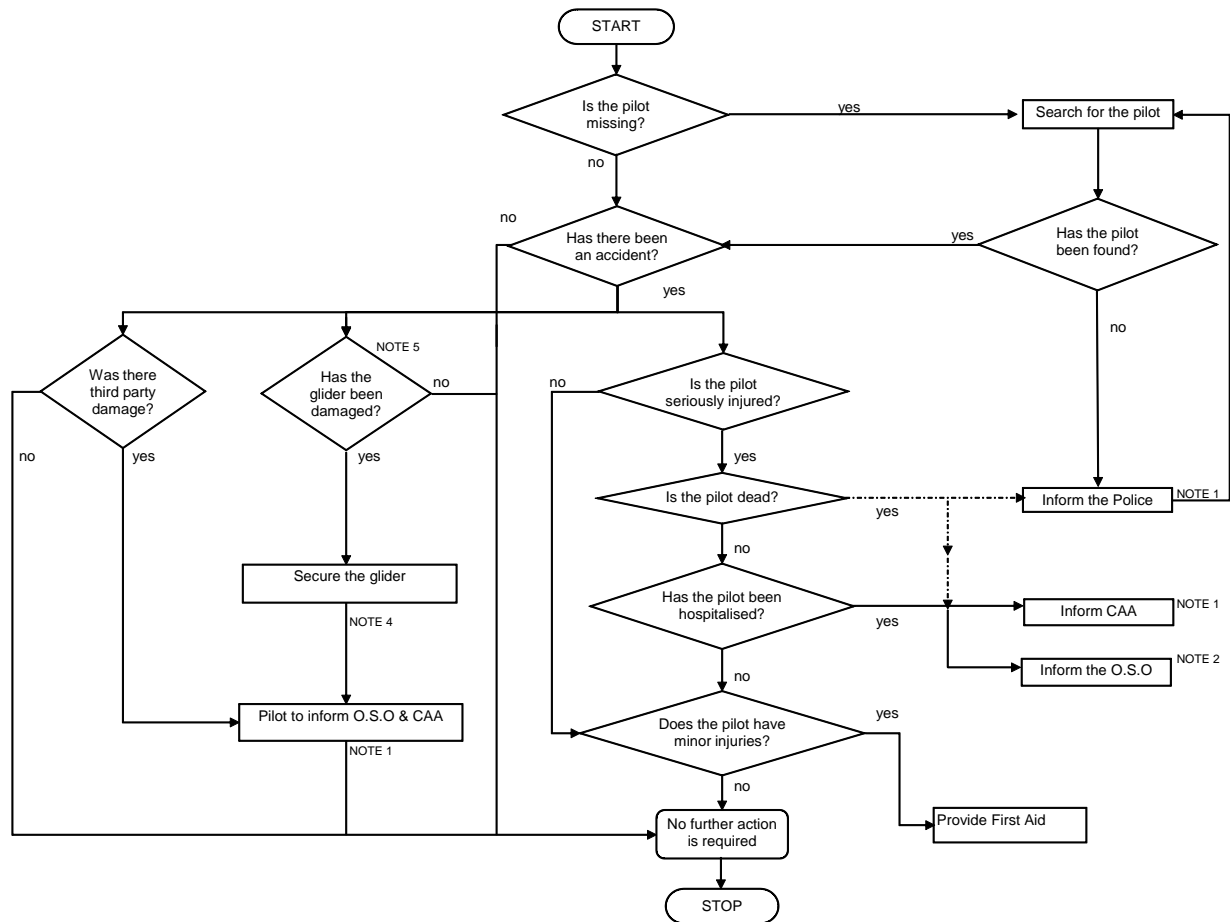 START
Is the pilot
missing?
yes
Search for the pilot
no
no
Has there been
an accident?
yes
Has the pilot
been found?
yes
no
NOTE 5
Was there
third party
damage?
Has the
glider been
damaged?
no
no
Is the pilot
seriously injured?
no
yes
yes
yes
Is the pilot dead?
yes
Inform the Police
NOTE 1
no
Secure the glider
NOTE 4
Has the pilot been
hospitalised?
yes
Inform CAA
NOTE 1
Inform the O.S.O
NOTE 2
no
Pilot to inform O.S.O & CAA
NOTE 1
Does the pilot have
minor injuries?
yes
no
No further action
is required
Provide First Aid
STOP